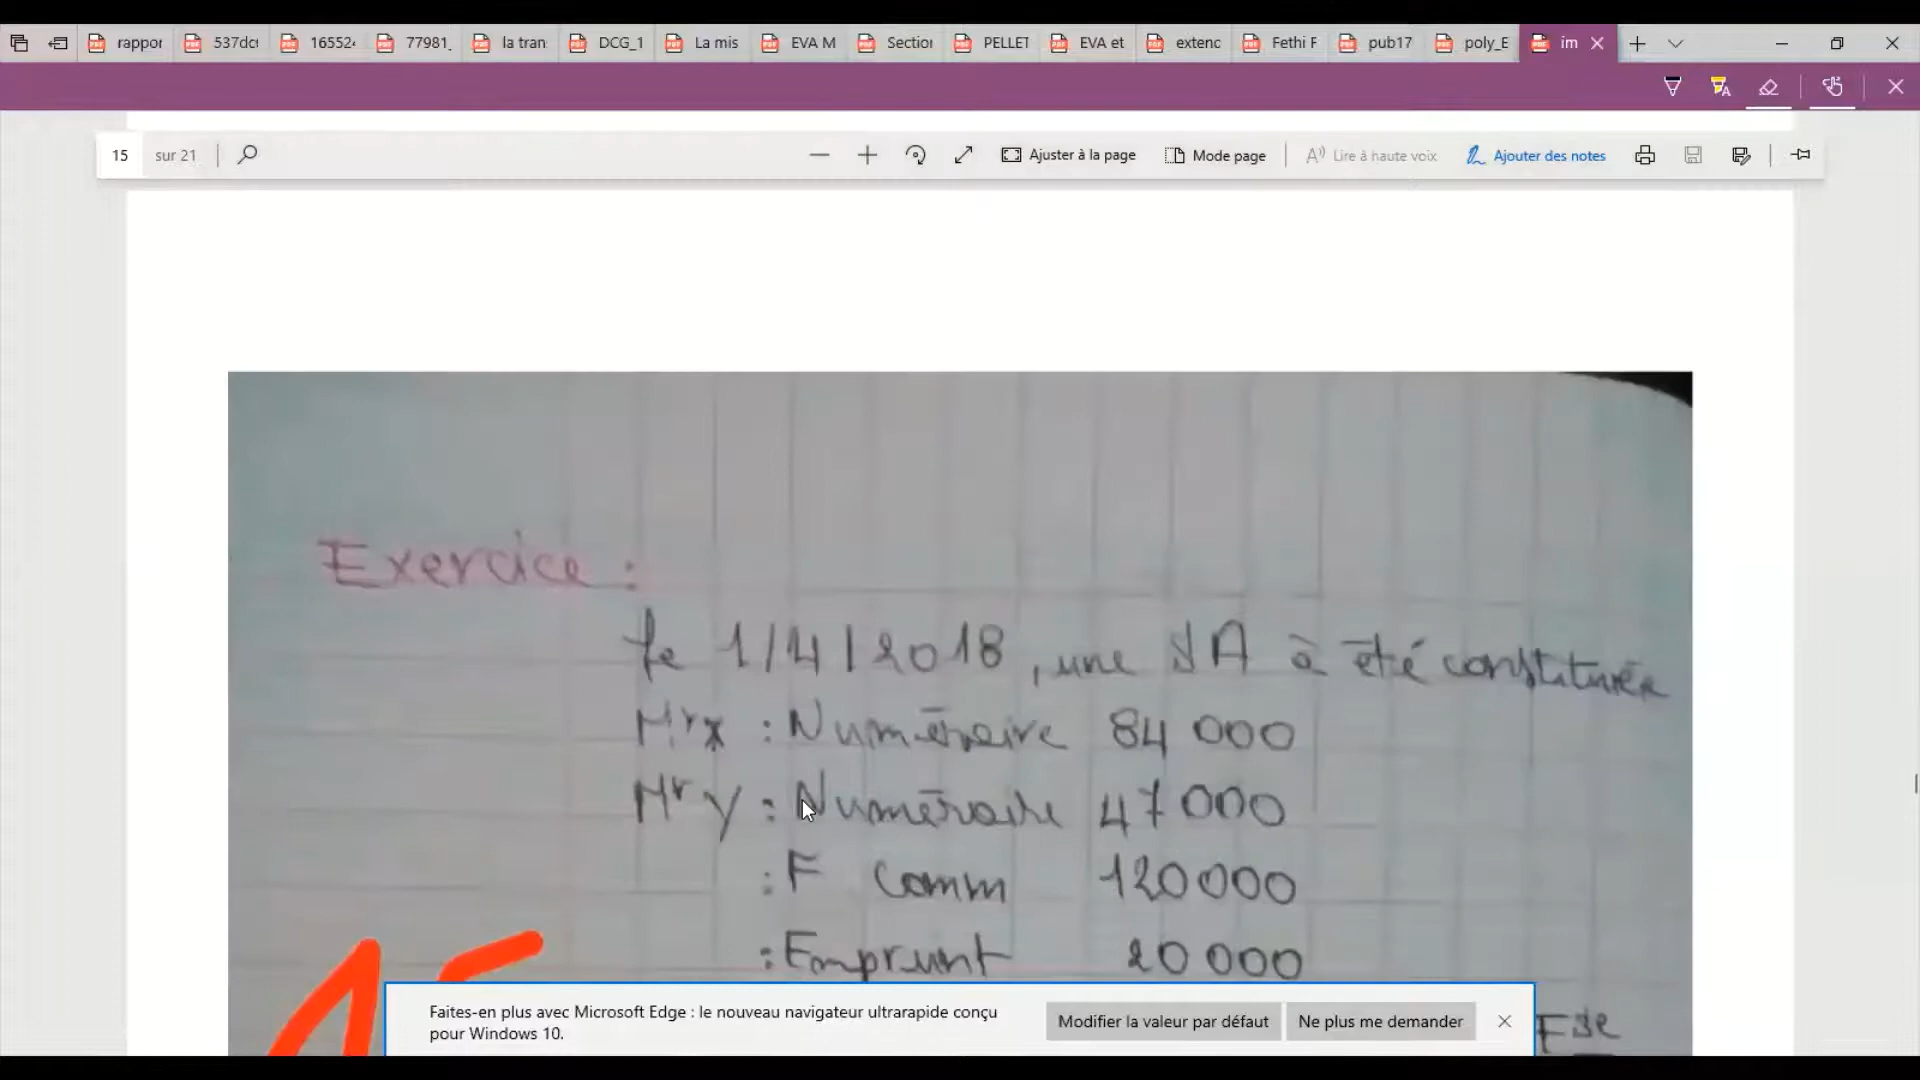 rappor 537dc 16552 77981_ la tran DCG_1 La mis EVA M Section PELLET EVA et extenc Fethi F pub17 poly_E im
15 sur 21 Ajuster à la page Mode page Lire à haute voix Ajouter des notes
Exercice :
le 1/4/2018, une SA à été constituée
Mr x : Numéraire 84 000
Mr y : Numéraire 47 000
: F comm 120 000
: Emprunt 20 000
Faites-en plus avec Microsoft Edge : le nouveau navigateur ultrarapide conçu
pour Windows 10.
Modifier la valeur par défaut Ne plus me demander